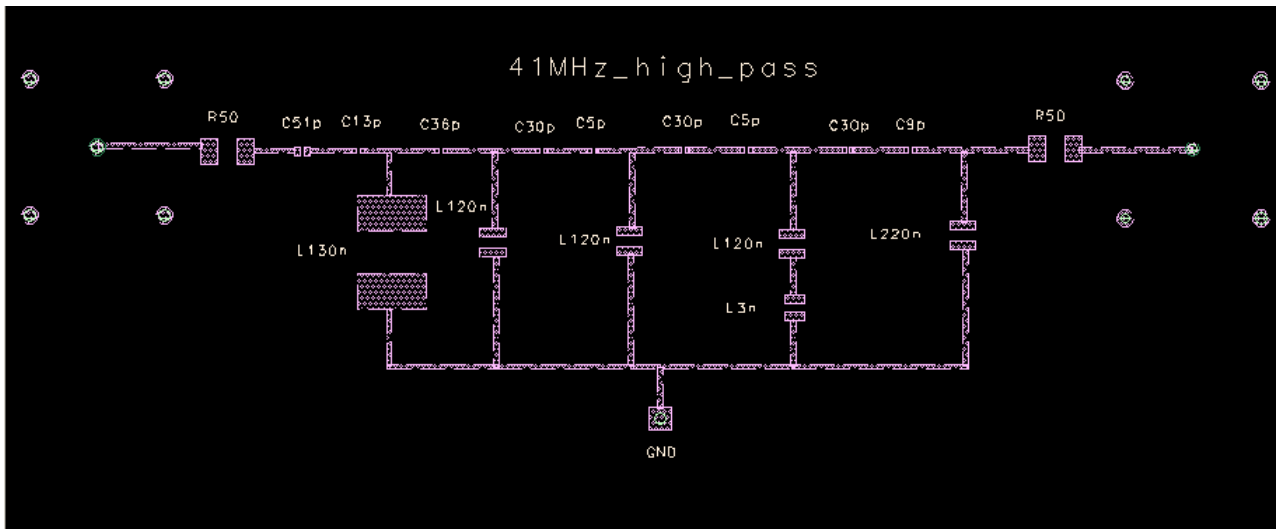 41MHz_high_pass
R50 C51p C13p C36p C30p C5p C30p C5p C30p C9p R50
L120n L120n L120n L220n
L130n
L3n
GND